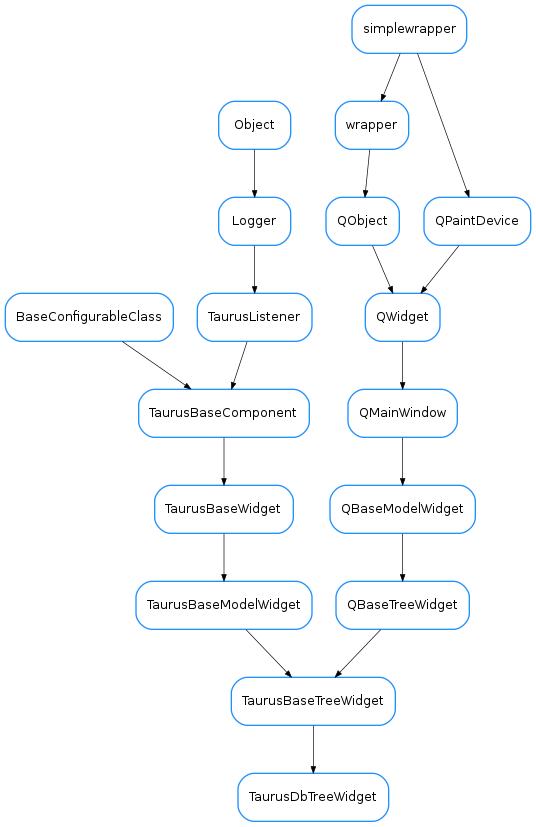 simplewrapper
Object
wrapper
Logger
QObject
QPaintDevice
BaseConfigurableClass
TaurusListener
QWidget
TaurusBaseComponent
QMainWindow
TaurusBaseWidget
QBaseModelWidget
TaurusBaseModelWidget
QBaseTreeWidget
TaurusBaseTreeWidget
TaurusDbTreeWidget